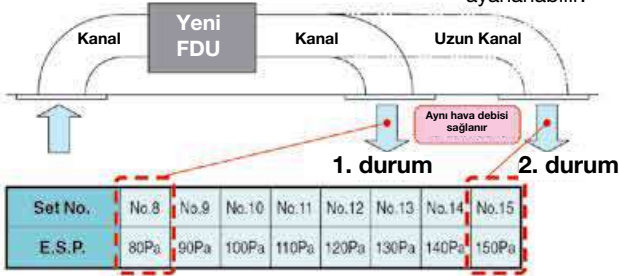 Yeni
FDU
Kanal
Kanal
Uzun Kanal
Aynı hava debisi
sağlanır
1. durum
2. durum
Set No. No.8 No.9 No.10 No.11 No.12 No.13 No.14 No.15
E.S.P. 80Pa 90Pa 100Pa 110Pa 120Pa 130Pa 140Pa 150Pa